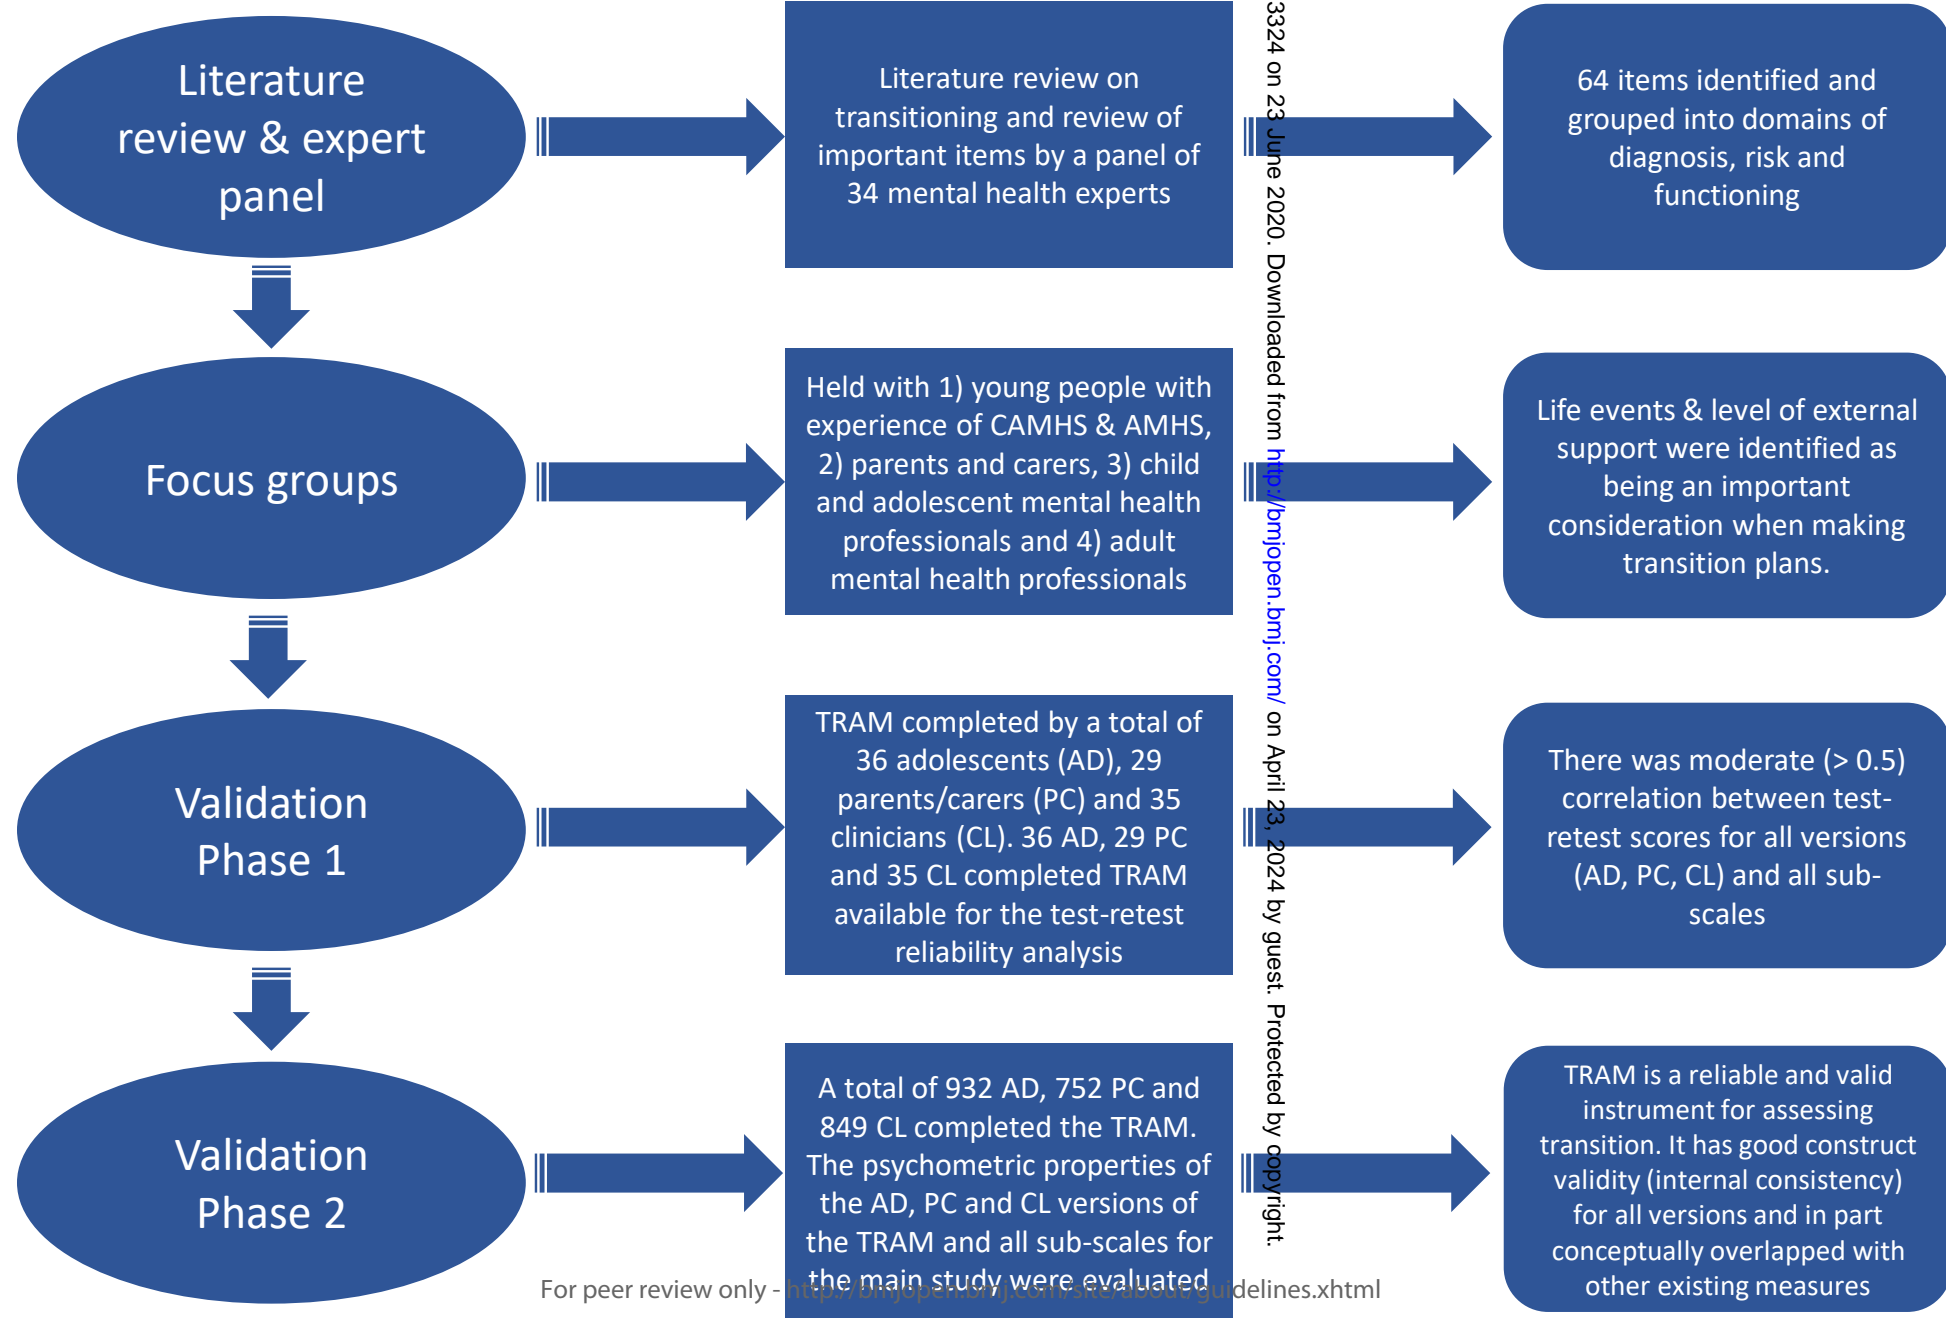 Literature
review & expert
panel
Literature review on
transitioning and review of
important items by a panel of
34 mental health experts
64 items identified and
grouped into domains of
diagnosis, risk and
functioning
Focus groups
Held with 1) young people with
experience of CAMHS & AMHS,
2) parents and carers, 3) child
and adolescent mental health
professionals and 4) adult
mental health professionals
Life events & level of external
support were identified as
being an important
consideration when making
transition plans.
Validation
Phase 1
TRAM completed by a total of
36 adolescents (AD), 29
parents/carers (PC) and 35
clinicians (CL). 36 AD, 29 PC
and 35 CL completed TRAM
available for the test-retest
reliability analysis
There was moderate (> 0.5)
correlation between test-
retest scores for all versions
(AD, PC, CL) and all sub-
scales
Validation
Phase 2
A total of 932 AD, 752 PC and
849 CL completed the TRAM.
The psychometric properties of
the AD, PC and CL versions of
the TRAM and all sub-scales for
the main study were evaluated
TRAM is a reliable and valid
instrument for assessing
transition. It has good construct
validity (internal consistency)
for all versions and in part
conceptually overlapped with
other existing measures
3324 on 23 June 2020. Downloaded from http://bmjopen.bmj.com/ on April 23, 2024 by guest. Protected by copyright.
For peer review only - http://bmjopen.bmj.com/site/about/guidelines.xhtml